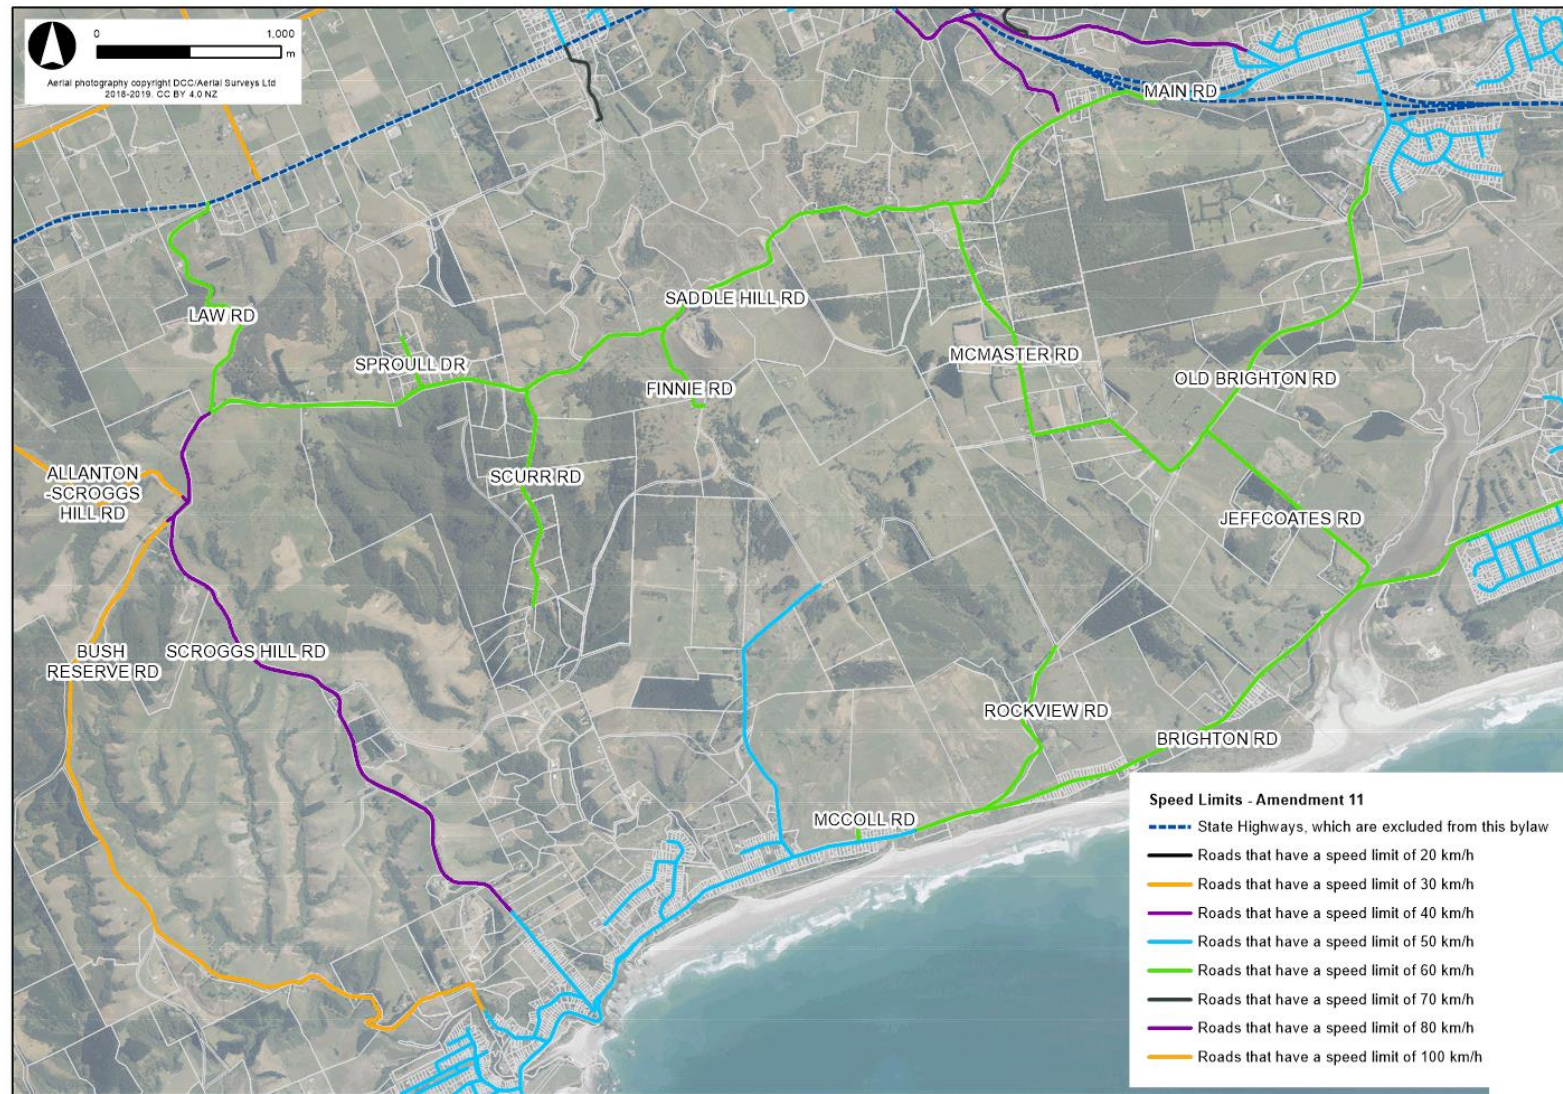 0 1,000
m
Aerial photography copyright DCC/Aerial Surveys Ltd
2018-2019. CC BY 4.0 NZ
MAIN RD
SADDLE HILL RD
LAW RD
SPROULL DR
FINNIE RD
MCMASTER RD
OLD BRIGHTON RD
ALLANTON
-SCROGGS
HILL RD
SCURR RD
JEFFCOATES RD
BUSH
RESERVE RD
SCROGGS HILL RD
ROCKVIEW RD
BRIGHTON RD
MCCOLL RD
Speed Limits - Amendment 11
State Highways, which are excluded from this bylaw
Roads that have a speed limit of 20 km/h
Roads that have a speed limit of 30 km/h
Roads that have a speed limit of 40 km/h
Roads that have a speed limit of 50 km/h
Roads that have a speed limit of 60 km/h
Roads that have a speed limit of 70 km/h
Roads that have a speed limit of 80 km/h
Roads that have a speed limit of 100 km/h